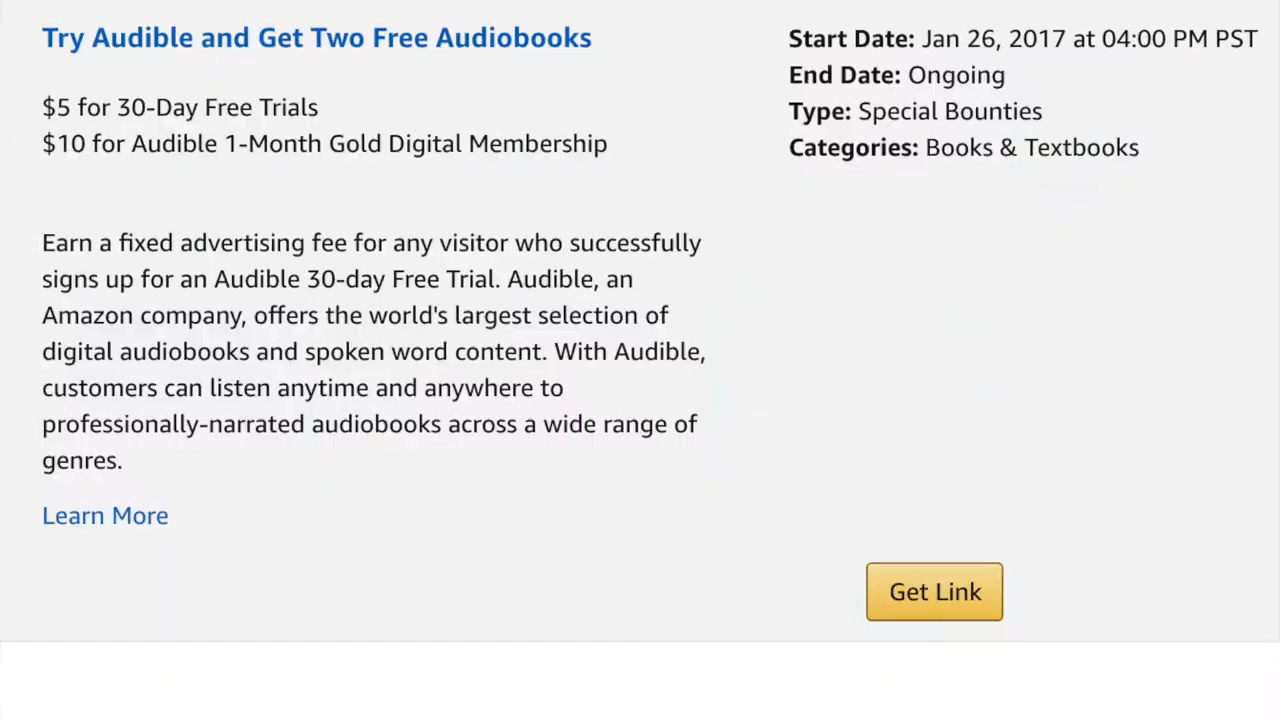 Try Audible and Get Two Free Audiobooks
$5 for 30-Day Free Trials
$10 for Audible 1-Month Gold Digital Membership
Earn a fixed advertising fee for any visitor who successfully
signs up for an Audible 30-day Free Trial. Audible, an
Amazon company, offers the world's largest selection of
digital audiobooks and spoken word content. With Audible,
customers can listen anytime and anywhere to
professionally-narrated audiobooks across a wide range of
genres.
Learn More
Start Date: Jan 26, 2017 at 04:00 PM PST
End Date: Ongoing
Type: Special Bounties
Categories: Books & Textbooks
Get Link